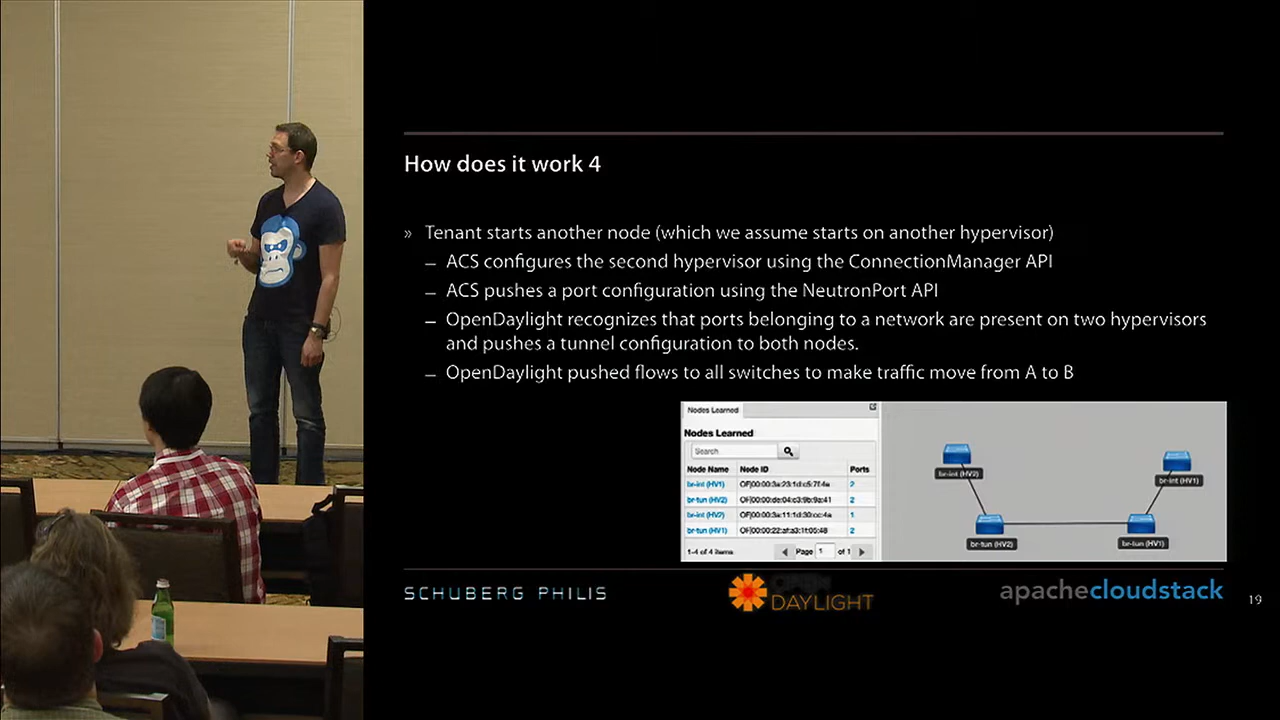 How does it work 4
» Tenant starts another node (which we assume starts on another hypervisor)
– ACS configures the second hypervisor using the ConnectionManager API
– ACS pushes a port configuration using the NeutronPort API
– OpenDaylight recognizes that ports belonging to a network are present on two hypervisors
and pushes a tunnel configuration to both nodes.
– OpenDaylight pushed flows to all switches to make traffic move from A to B
Nodes Learned
Nodes Learned
Search
Node Name Node ID Ports
br-int (HV1) 2
br-tun (HV2) 2
br-int (HV2) 1
br-tun (HV1) 2
1-4 of 4 items Page 1 of 1
br-int (HV2)
br-int (HV1)
br-tun (HV2)
br-tun (HV1)
SCHUBERG PHILIS
OPEN
DAYLIGHT
apachecloudstack
19